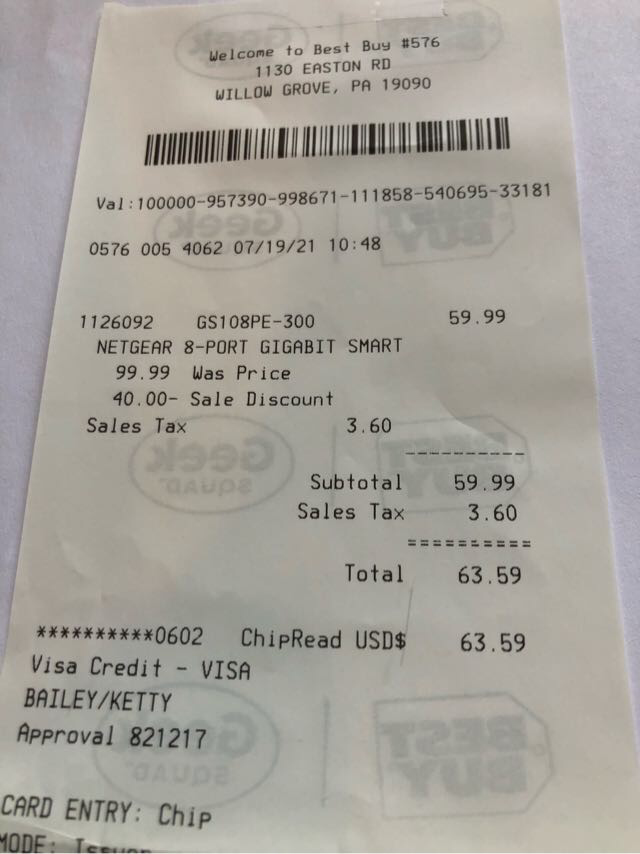 Welcome to Best Buy #576
1130 EASTON RD
WILLOW GROVE, PA 19090
Val:100000-957390-998671-111858-540695-33181
0576 005 4062 07/19/21 10:48
1126092 GS108PE-300 59.99
NETGEAR 8-PORT GIGABIT SMART
99.99 Was Price
40.00- Sale Discount
Sales Tax 3.60
----------
Subtotal 59.99
Sales Tax 3.60
==========
Total 63.59
**********0602 ChipRead USD$ 63.59
Visa Credit - VISA
BAILEY/KETTY
Approval 821217
CARD ENTRY: Chip
MODE: Issuer